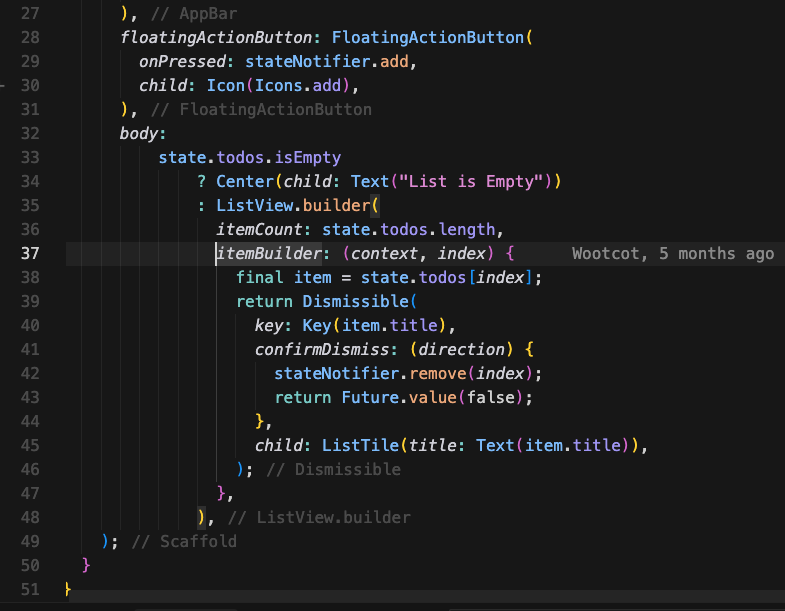 27 ), // AppBar
28 floatingActionButton: FloatingActionButton(
29 onPressed: stateNotifier.add,
30 child: Icon(Icons.add),
31 ), // FloatingActionButton
32 body:
33 state.todos.isEmpty
34 ? Center(child: Text("List is Empty"))
35 : ListView.builder(
36 itemCount: state.todos.length,
37 itemBuilder: (context, index) { Wootcot, 5 months ago
38 final item = state.todos[index];
39 return Dismissible(
40 key: Key(item.title),
41 confirmDismiss: (direction) {
42 stateNotifier.remove(index);
43 return Future.value(false);
44 },
45 child: ListTile(title: Text(item.title)),
46 ); // Dismissible
47 },
48 ), // ListView.builder
49 ); // Scaffold
50 }
51 }